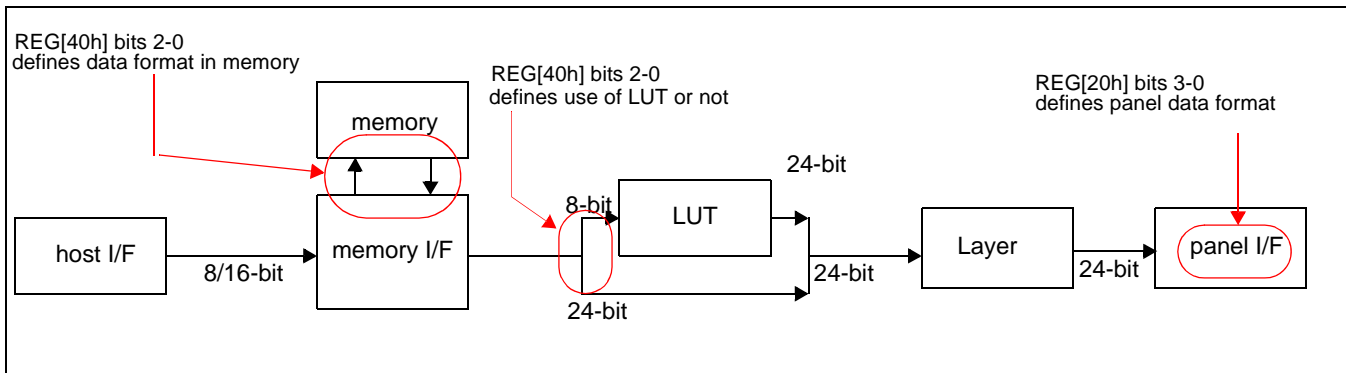 REG[40h] bits 2-0
defines data format in memory
REG[40h] bits 2-0
defines use of LUT or not
REG[20h] bits 3-0
defines panel data format
memory
24-bit
8-bit
LUT
host I/F
memory I/F
Layer
panel I/F
8/16-bit
24-bit
24-bit
24-bit